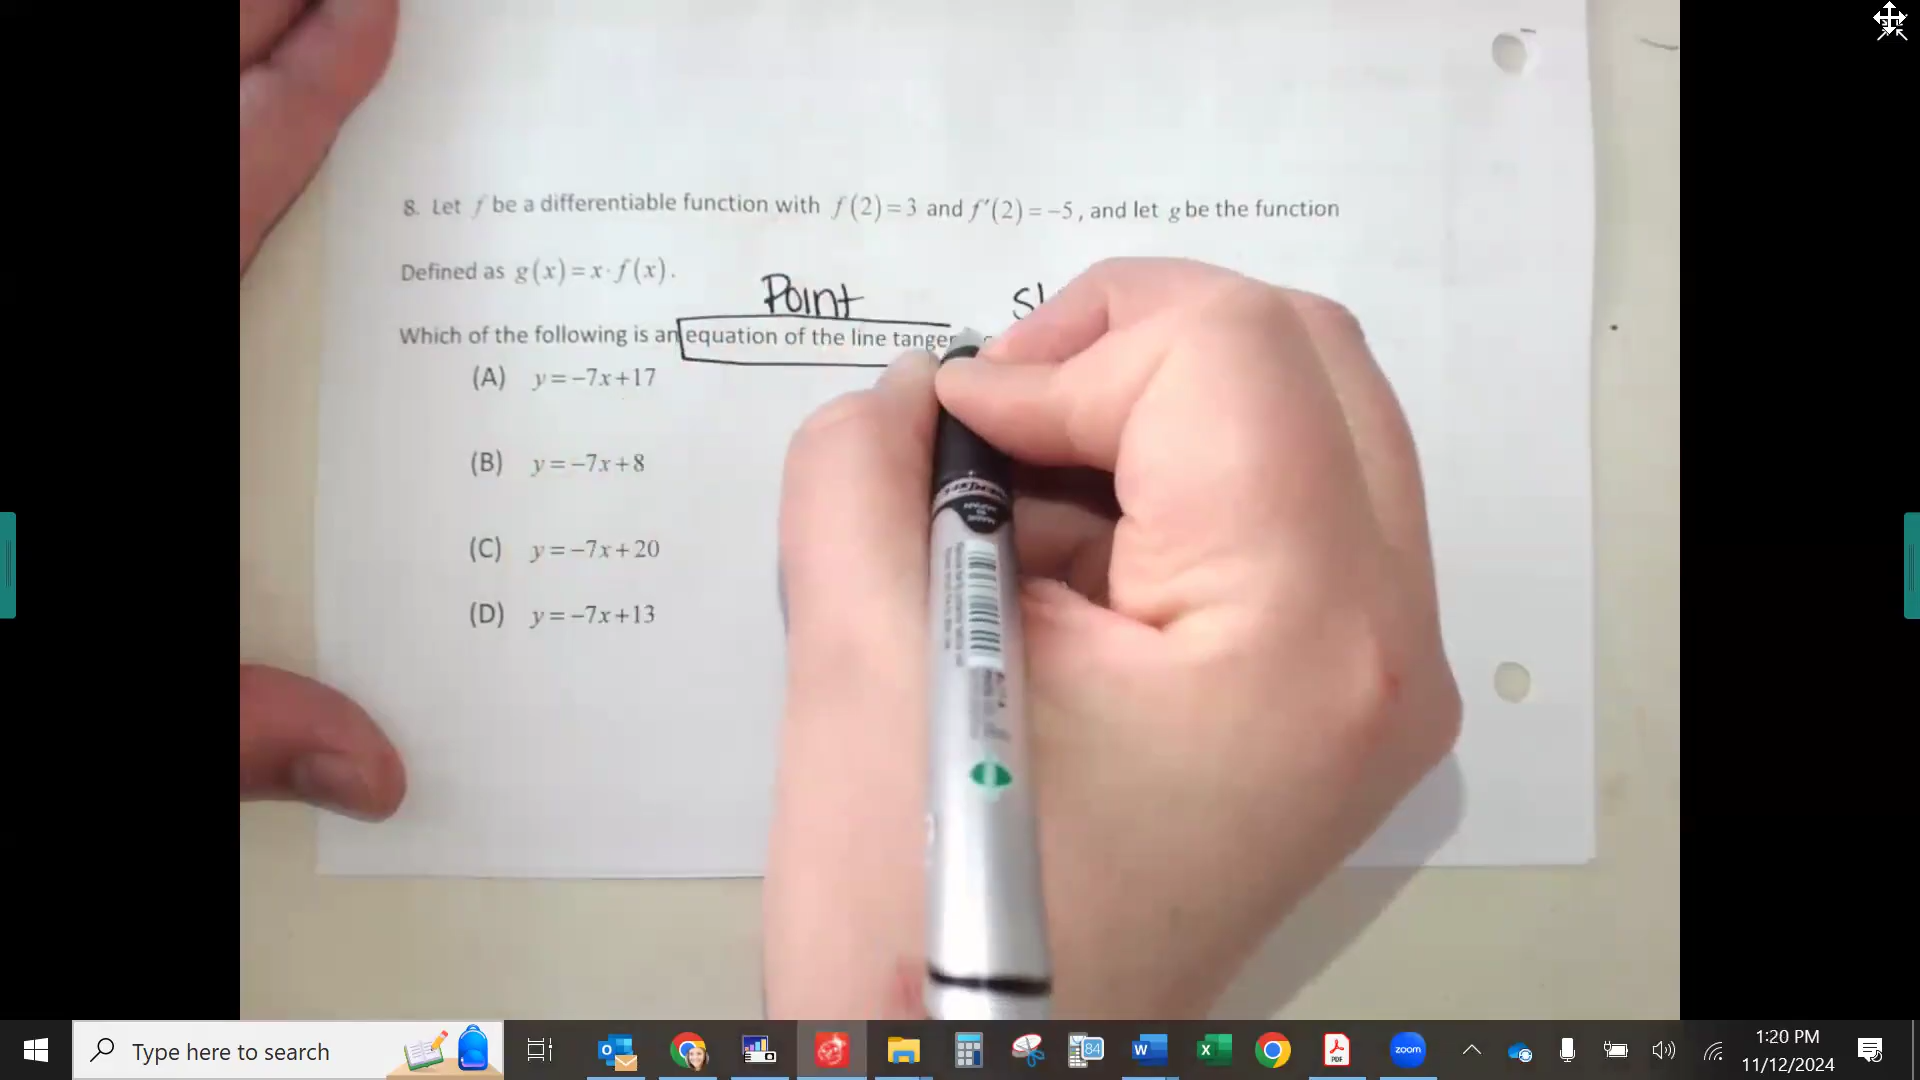 8. Let f be a differentiable function with f(2)=3 and f′(2)=−5, and let g be the function
Defined as g(x)=x·f(x).
Point
Which of the following is an equation of the line
(A) y=−7x+17
(B) y=−7x+8
(C) y=−7x+20
(D) y=−7x+13
Type here to search
84
zoom
1:20 PM
11/12/2024